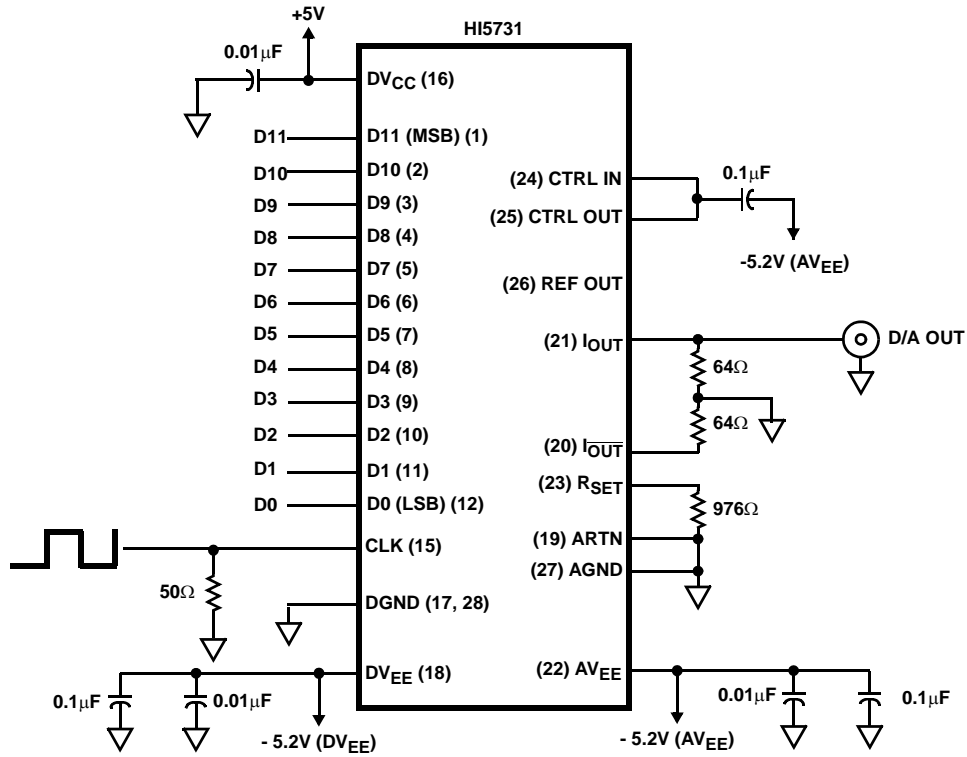 HI5731
+5V
0.01µF
DVCC (16)
D11
D11 (MSB) (1)
D10
D10 (2)
D9
D9 (3)
D8
D8 (4)
D7
D7 (5)
D6
D6 (6)
D5
D5 (7)
D4
D4 (8)
D3
D3 (9)
D2
D2 (10)
D1
D1 (11)
D0
D0 (LSB) (12)
CLK (15)
50Ω
DGND (17, 28)
DVEE (18)
0.1µF
0.01µF
- 5.2V (DVEE)
(24) CTRL IN
(25) CTRL OUT
0.1µF
-5.2V (AVEE)
(26) REF OUT
(21) IOUT
D/A OUT
64Ω
64Ω
(20) I̅O̅U̅T̅
(23) RSET
976Ω
(19) ARTN
(27) AGND
(22) AVEE
0.01µF
0.1µF
- 5.2V (AVEE)